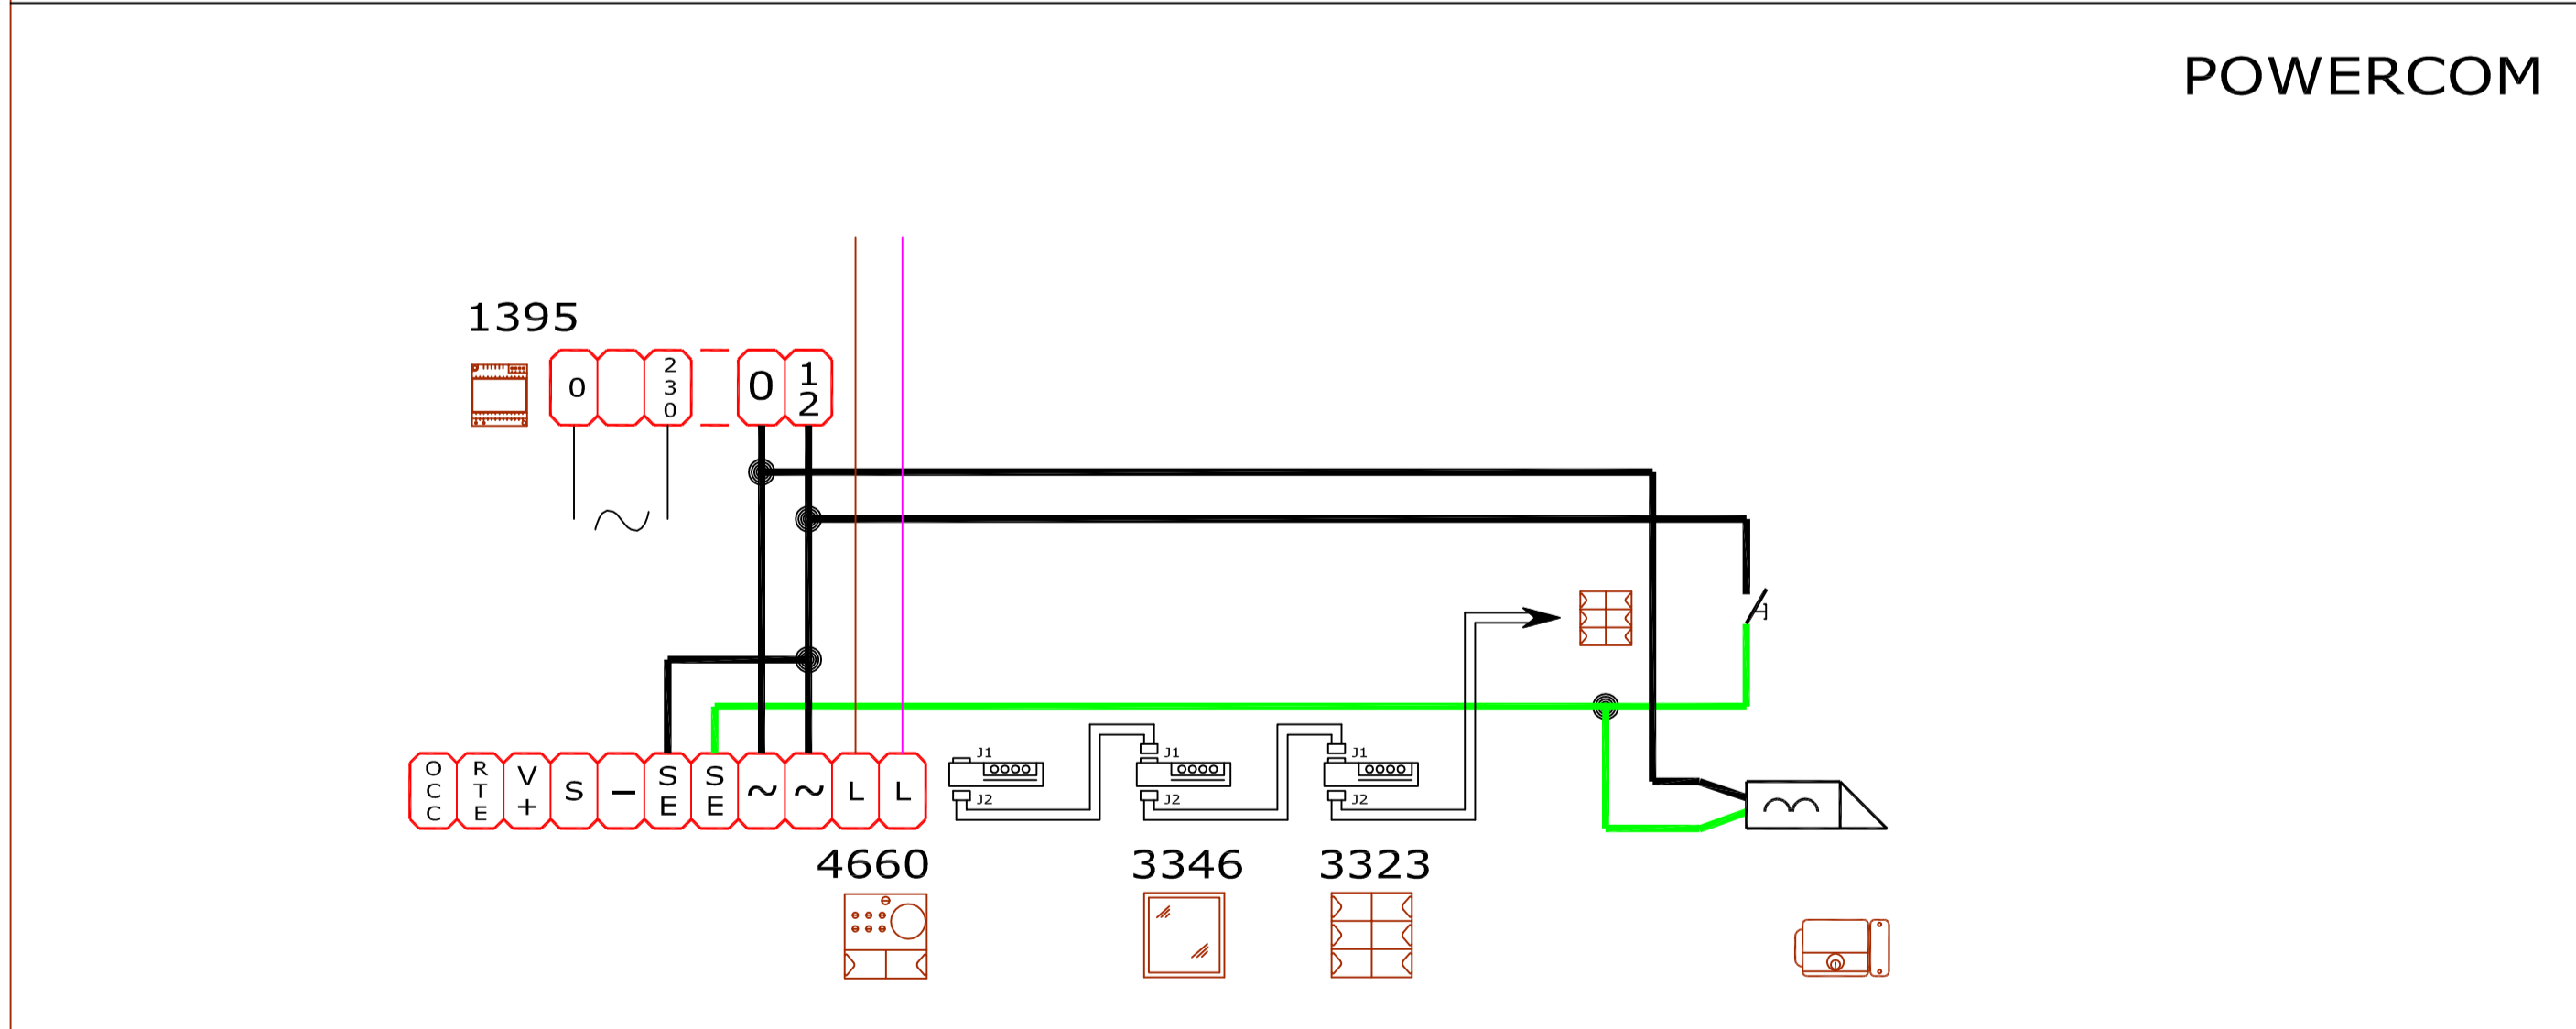 POWERCOM
1395
0 230 0 12
~
J1 J1 J1
OCC RTE V+ S − SE SE ~ ~ L L
J2 J2 J2
4660 3346 3323